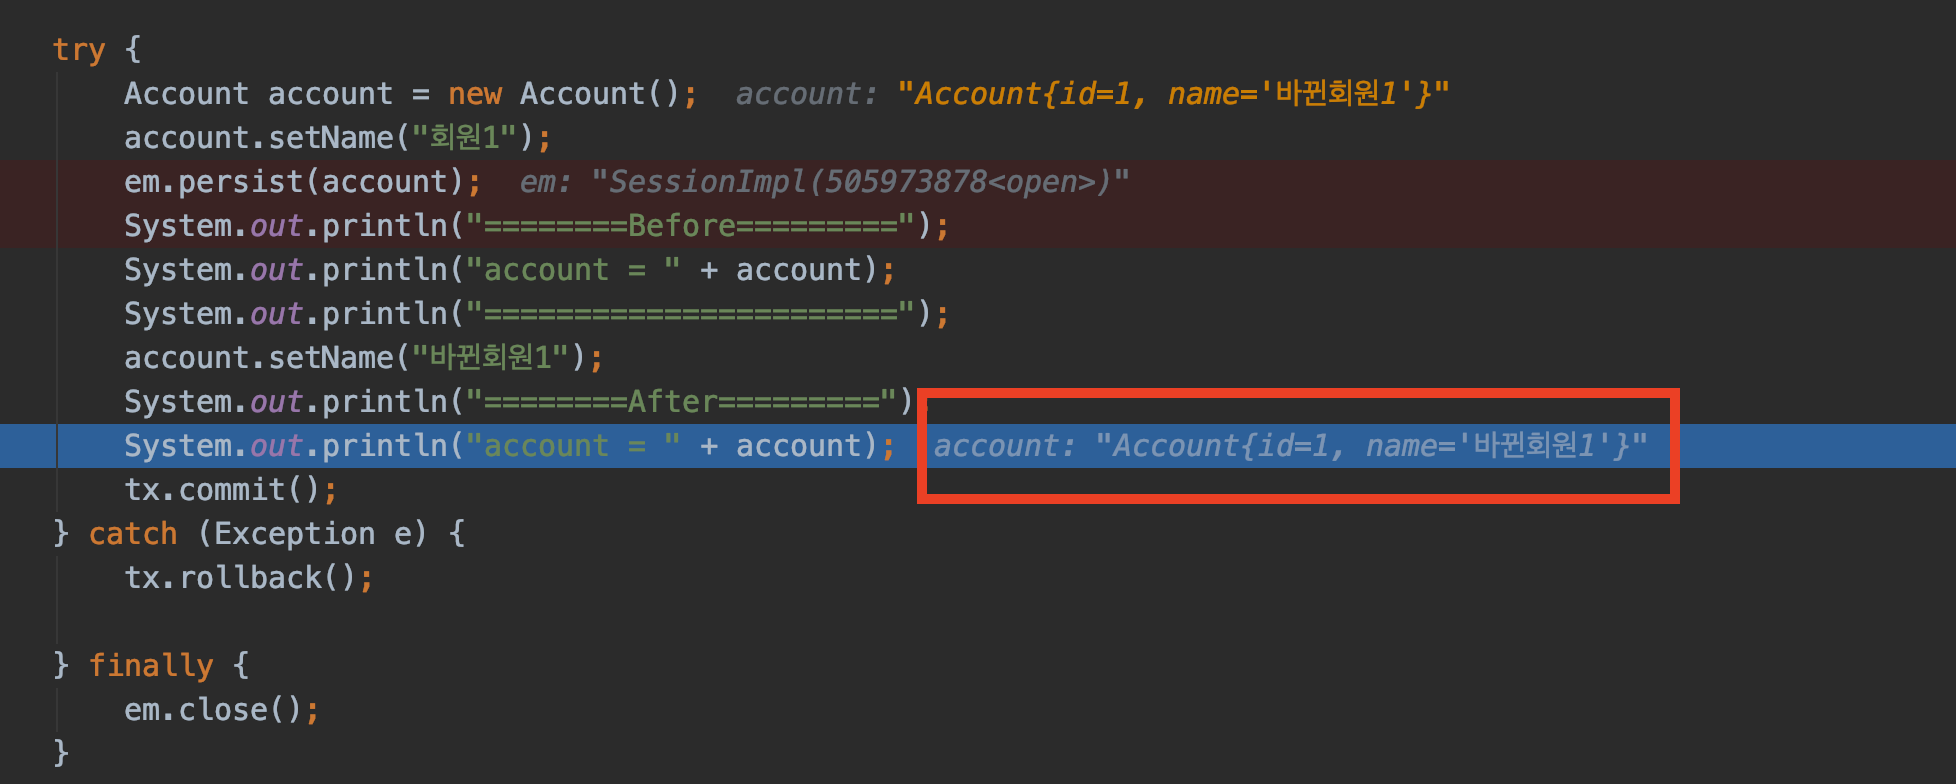 try {
Account account = new Account(); account: "Account{id=1, name='바뀐회원1'}"
account.setName("회원1");
em.persist(account); em: "SessionImpl(505973878<open>)"
System.out.println("========Before=========");
System.out.println("account = " + account);
System.out.println("=======================");
account.setName("바뀐회원1");
System.out.println("========After=========")
System.out.println("account = " + account); account: "Account{id=1, name='바뀐회원1'}"
tx.commit();
} catch (Exception e) {
tx.rollback();
} finally {
em.close();
}